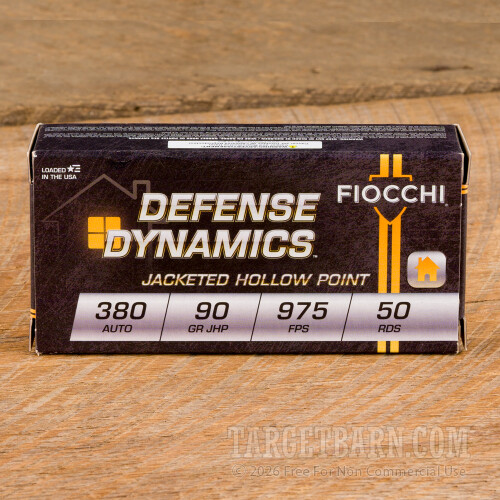 LOADED
IN THE USA
FIOCCHI
DEFENSE
DYNAMICS™
JACKETED HOLLOW POINT
380 90 975 50
AUTO GR JHP FPS RDS
TARGETBARN.COM
© 2026 Free For Non Commercial Use